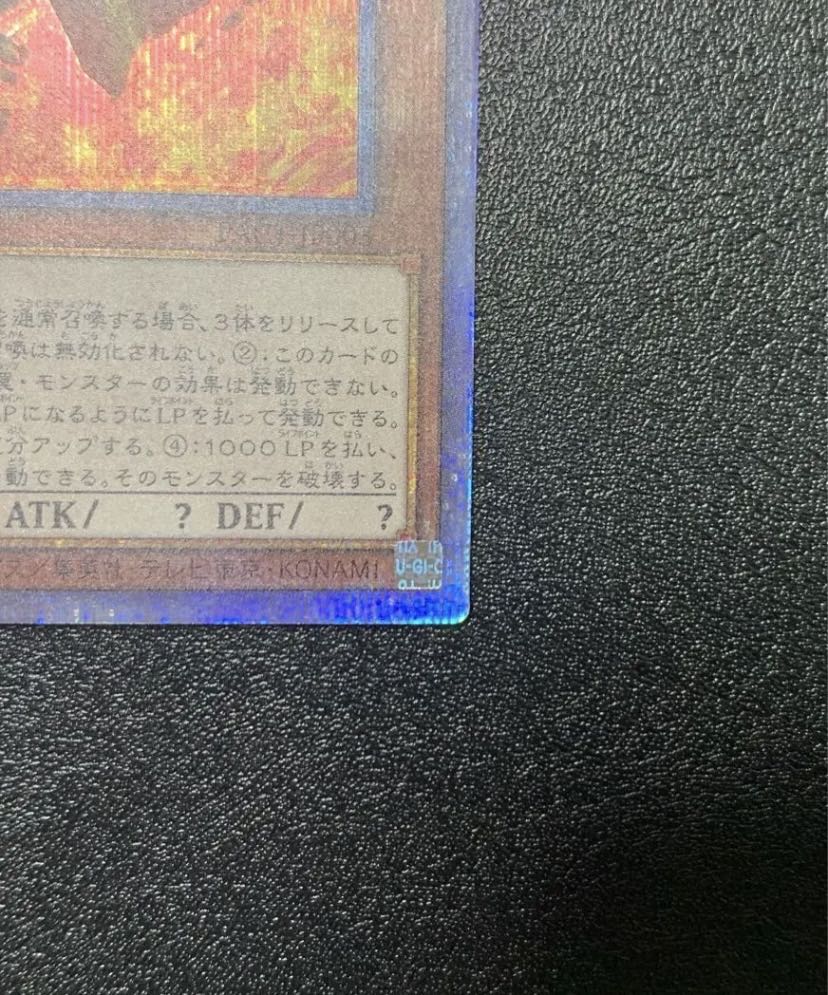 通常召喚する場合、3体をリリースして
喚は無効化されない。②:このカードの
・モンスターの効果は発動できない。
LPになるようにLPを払って発動できる。
分アップする。④:1000LPを払い、
動できる。そのモンスターを破壊する。
ATK/ ? DEF/ ?
ス/集英社・テレビ東京・KONAMI
U-GI-O